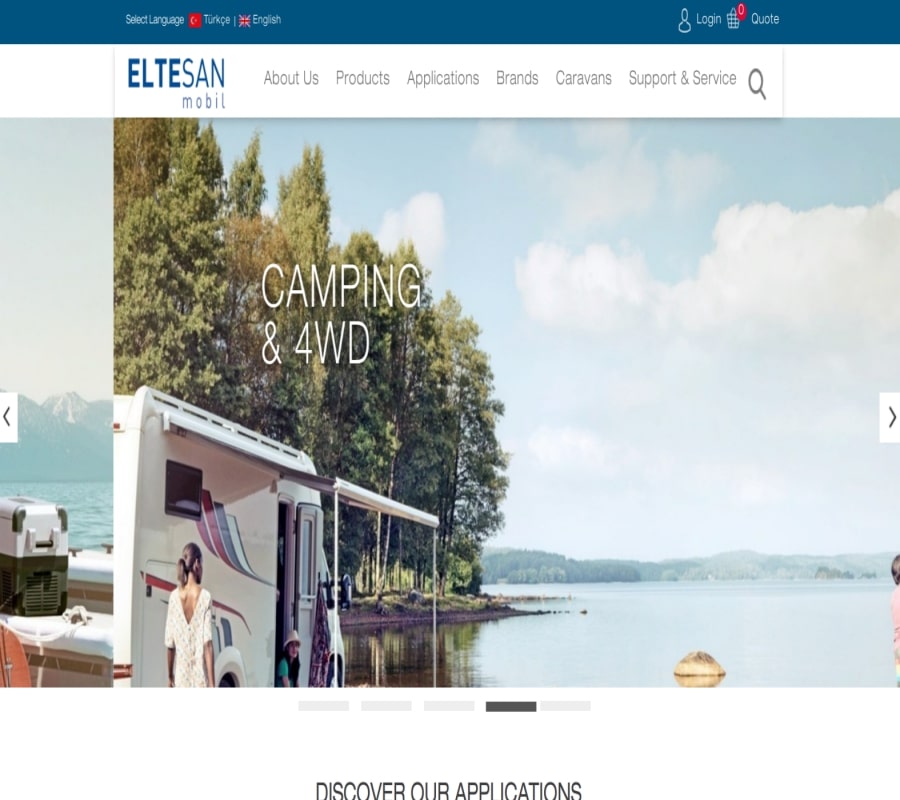 Select Language Türkçe | English
Login 0 Quote
ELTESAN
mobil
About Us Products Applications Brands Caravans Support & Service
CAMPING
& 4WD
DISCOVER OUR APPLICATIONS